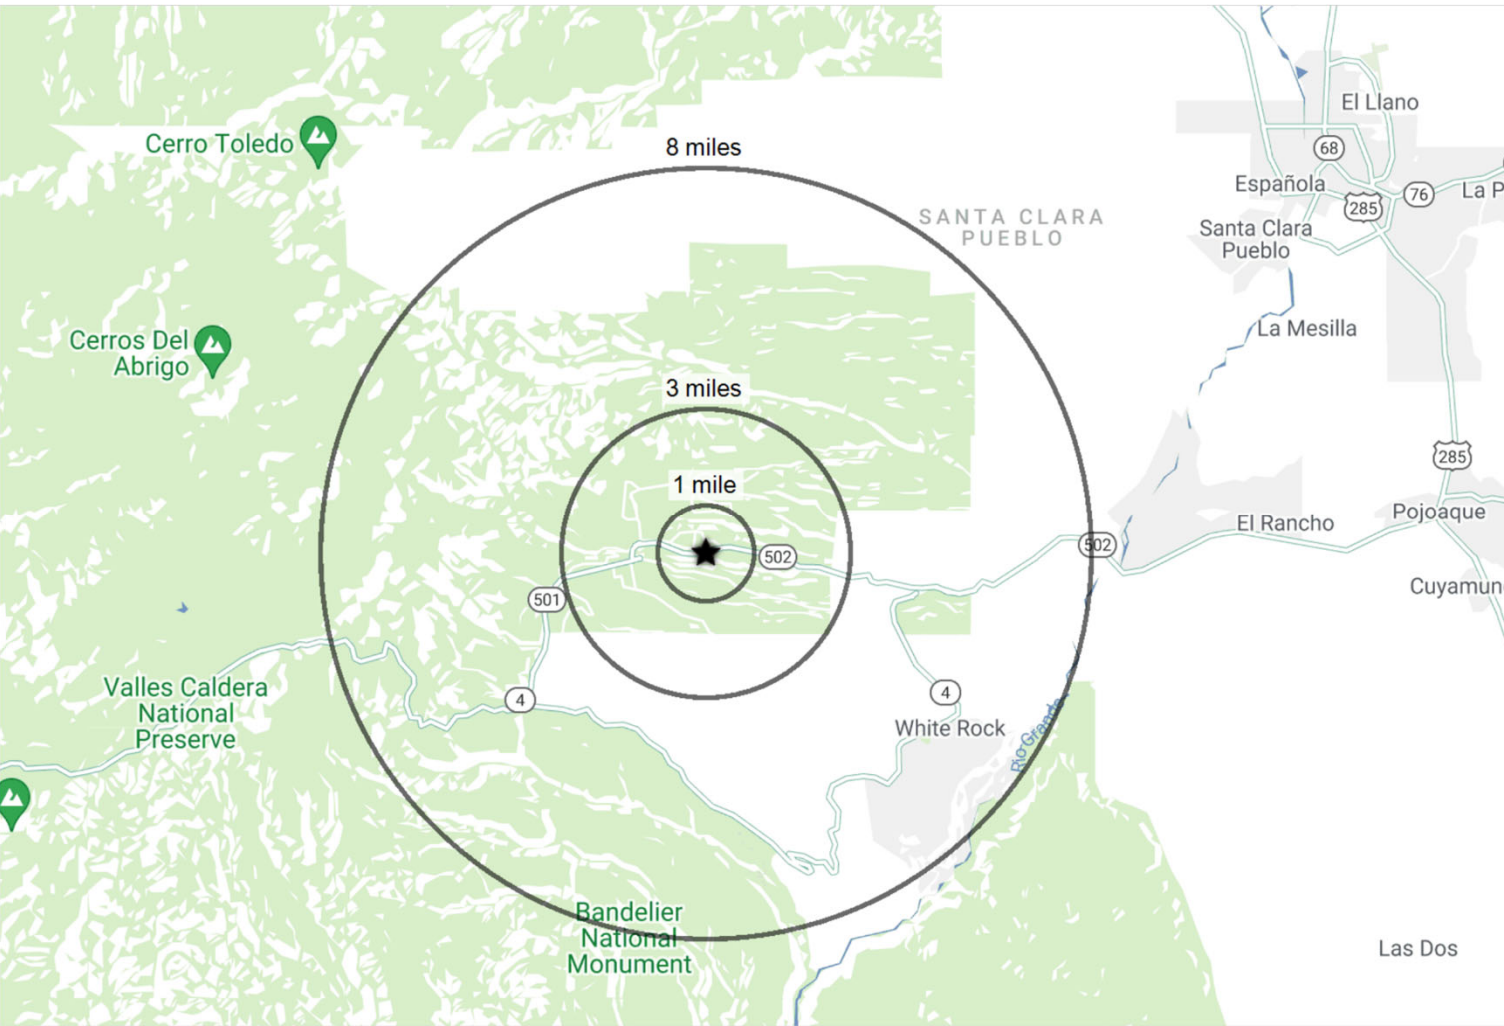 El Llano
Cerro Toledo
8 miles
68
Española
76
La P
285
SANTA CLARA
PUEBLO
Santa Clara
Pueblo
La Mesilla
Cerros Del
Abrigo
3 miles
285
1 mile
Pojoaque
El Rancho
502
502
Cuyamun
501
Valles Caldera
National
Preserve
4
4
White Rock
Rio Grande
Bandelier
National
Monument
Las Dos